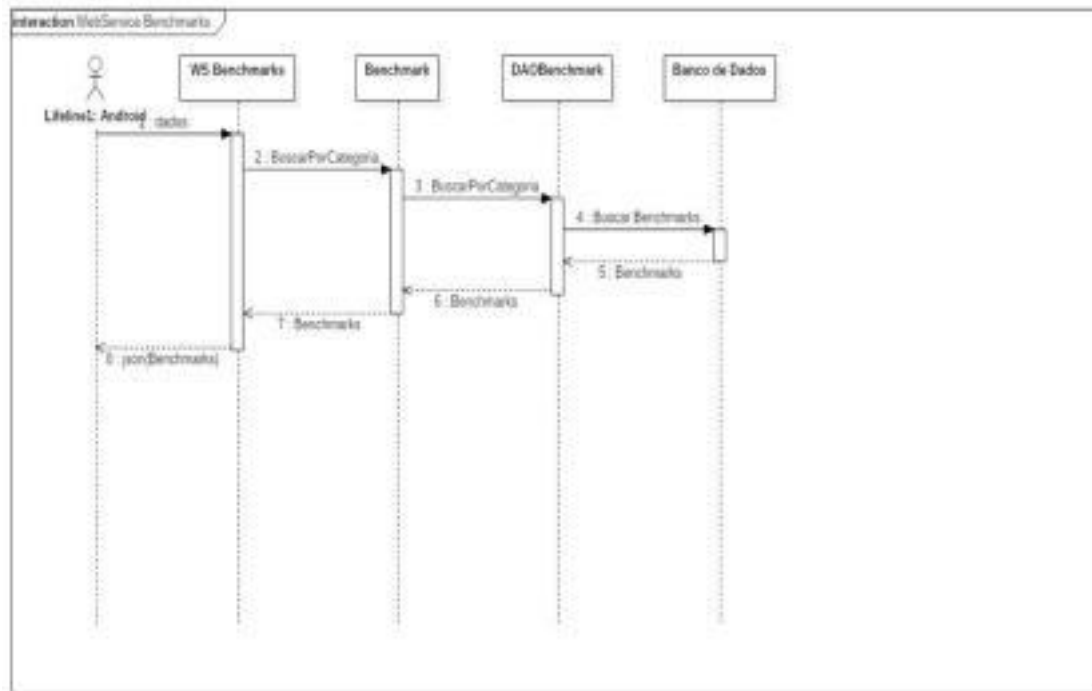 interaction WebService Benchmarks
WS Benchmarks
Benchmark
DAOBenchmark
Banco de Dados
Lifeline1: Android
1 : dados
2 : BuscarPorCategoria
3 : BuscarPorCategoria
4 : Buscar Benchmarks
5 : Benchmarks
6 : Benchmarks
7 : Benchmarks
8 : json(Benchmarks)